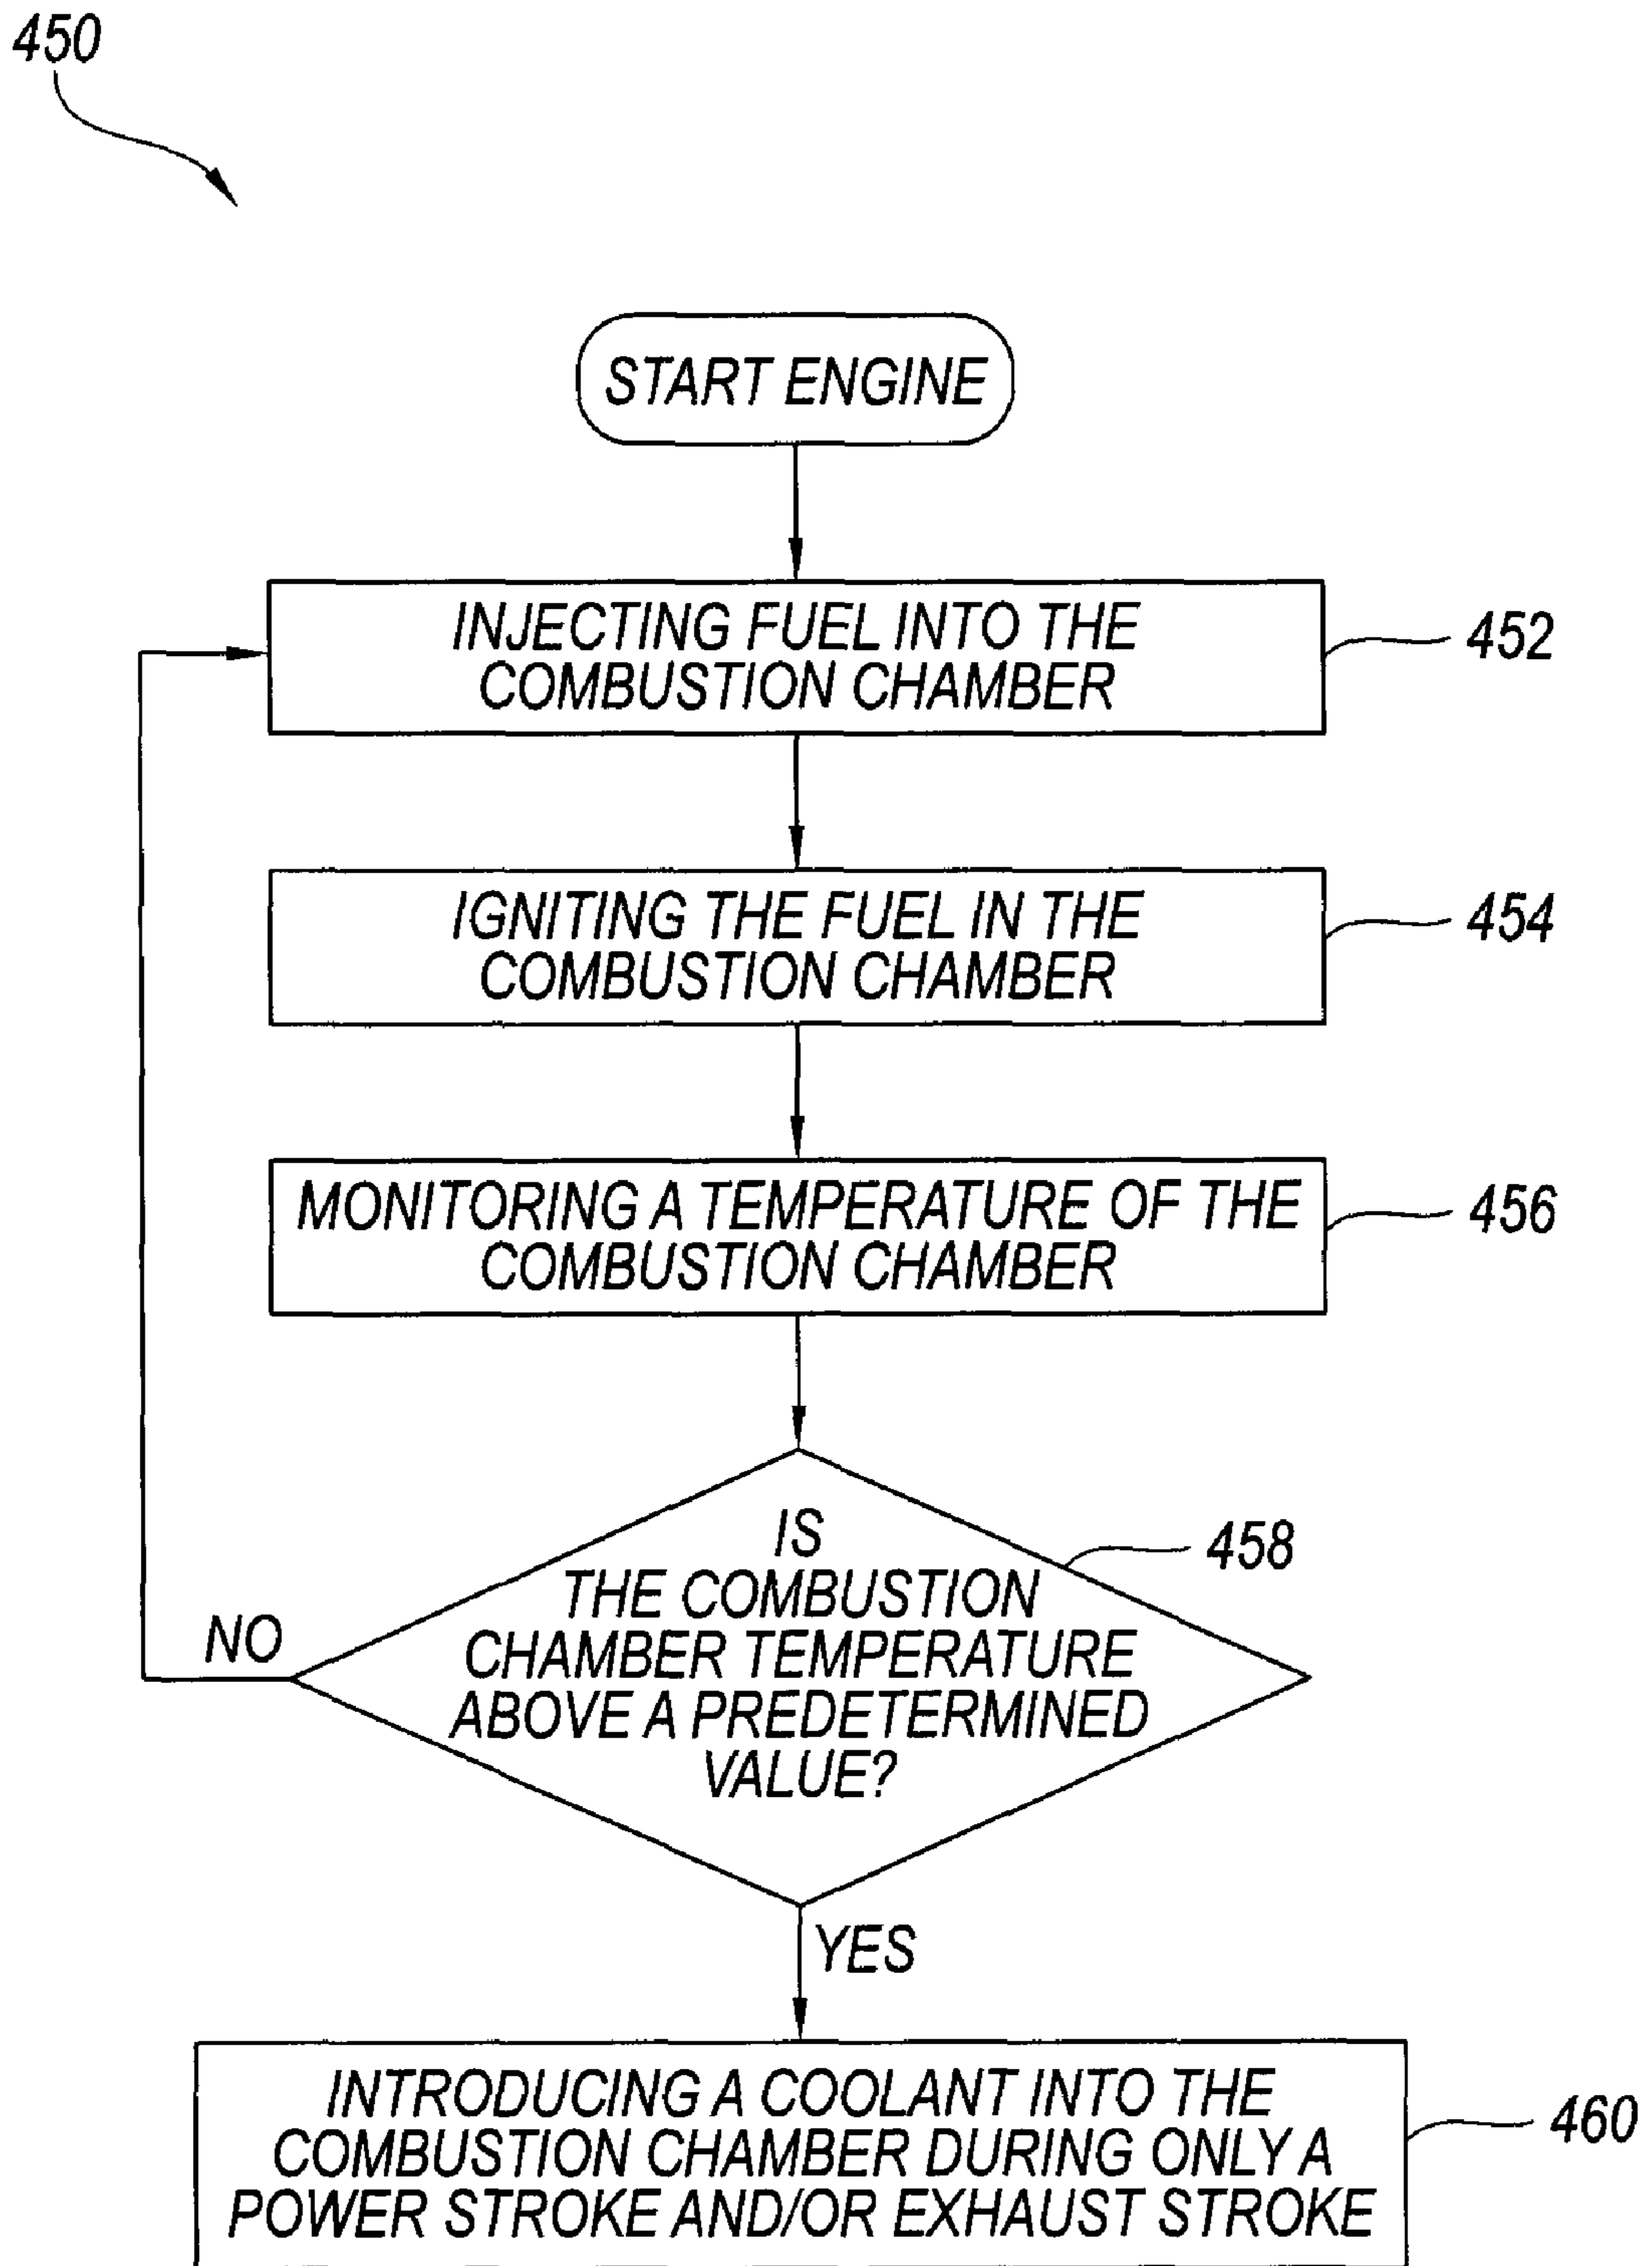 450
START ENGINE
INJECTING FUEL INTO THE
COMBUSTION CHAMBER
452
IGNITING THE FUEL IN THE
COMBUSTION CHAMBER
454
MONITORING A TEMPERATURE OF THE
COMBUSTION CHAMBER
456
IS
THE COMBUSTION
CHAMBER TEMPERATURE
ABOVE A PREDETERMINED
VALUE?
458
NO
YES
INTRODUCING A COOLANT INTO THE
COMBUSTION CHAMBER DURING ONLY A
POWER STROKE AND/OR EXHAUST STROKE
460